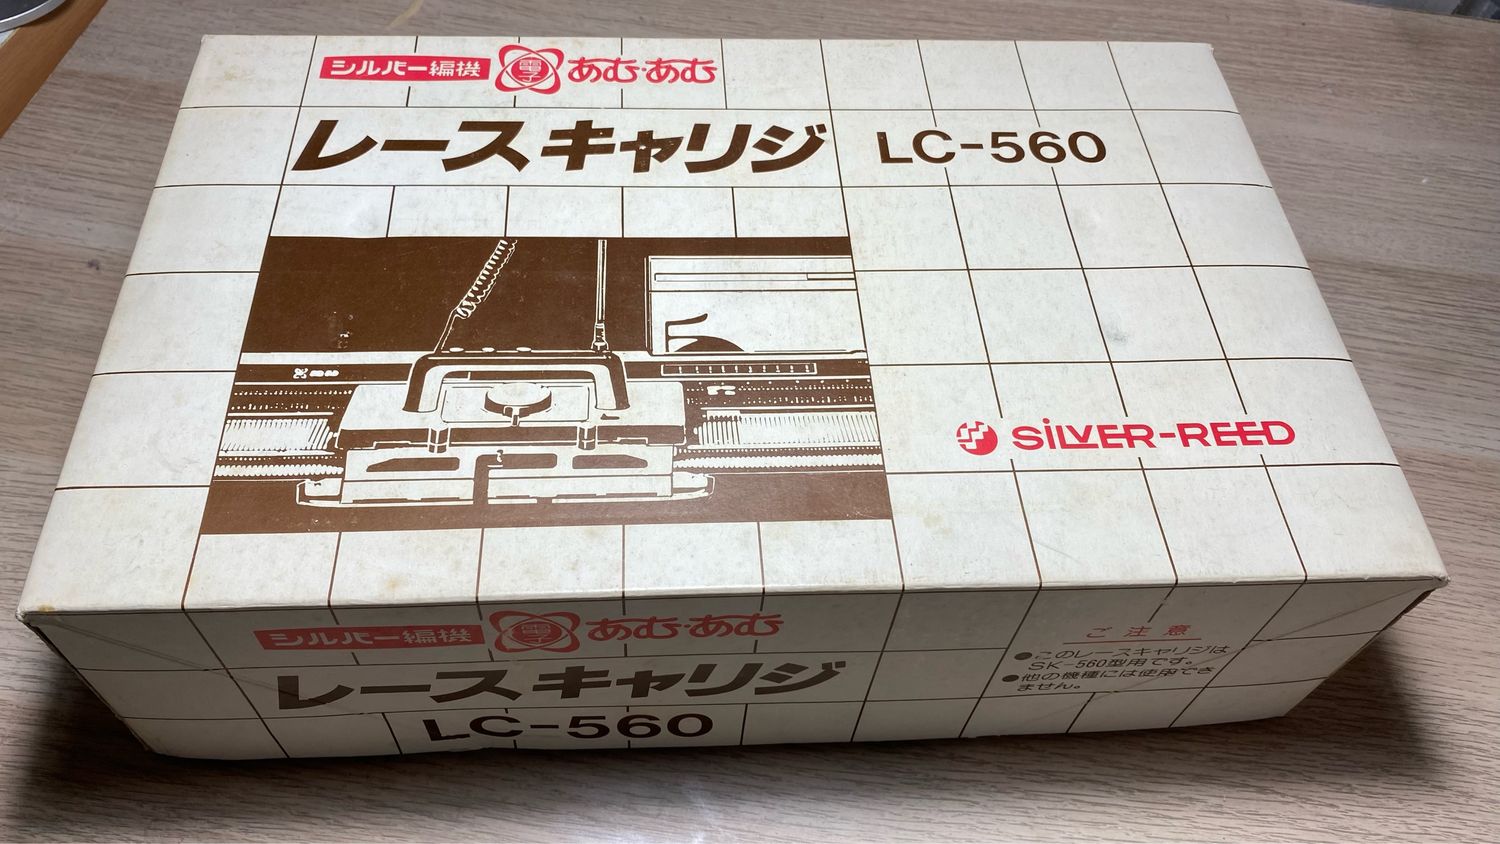 シルバー編機 電子 あむ・あむ
レースキャリジ LC-560
SiLVER-REED
シルバー編機 電子 あむ・あむ
レースキャリジ
LC-560
ご注意
●このレースキャリジは
SK-560型用です。
●他の機種には使用でき
ません。